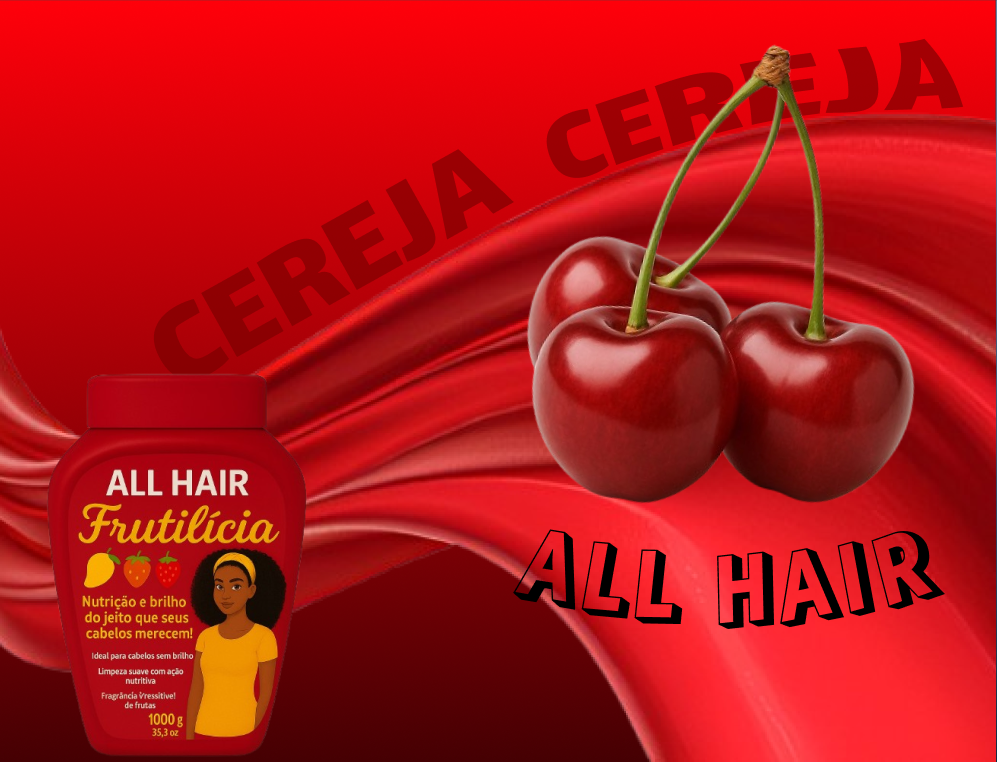 CEREJA CEREJA
ALL HAIR
Frutilícia
Nutrição e brilho
do jeito que seus
cabelos merecem!
Ideal para cabelos sem brilho
Limpeza suave com ação
nutritiva
Fragrância
de frutas
1000 g
35,3 oz
ALL HAIR